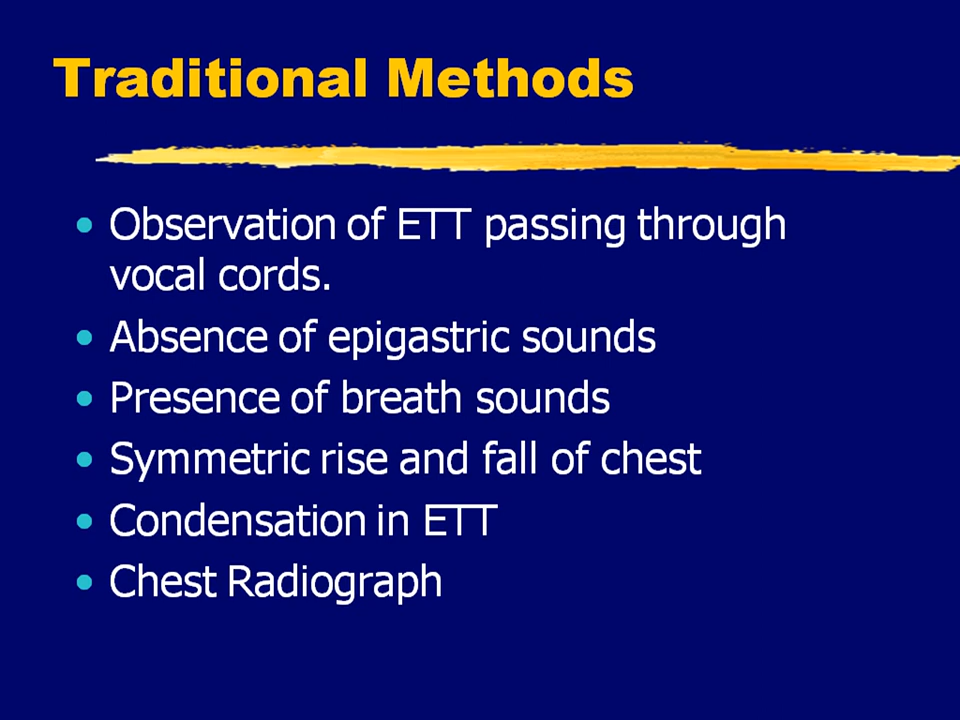 Traditional Methods
• Observation of ETT passing through
vocal cords.
• Absence of epigastric sounds
• Presence of breath sounds
• Symmetric rise and fall of chest
• Condensation in ETT
• Chest Radiograph